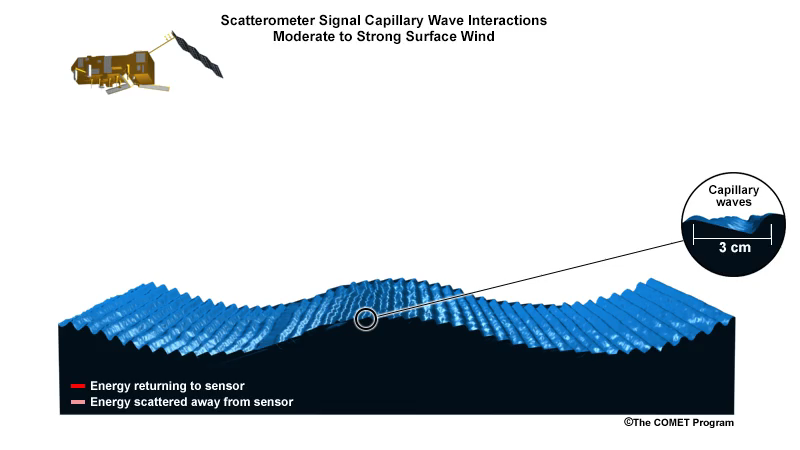 Scatterometer Signal Capillary Wave Interactions
Moderate to Strong Surface Wind
Capillary
waves
3 cm
Energy returning to sensor
Energy scattered away from sensor
©The COMET Program